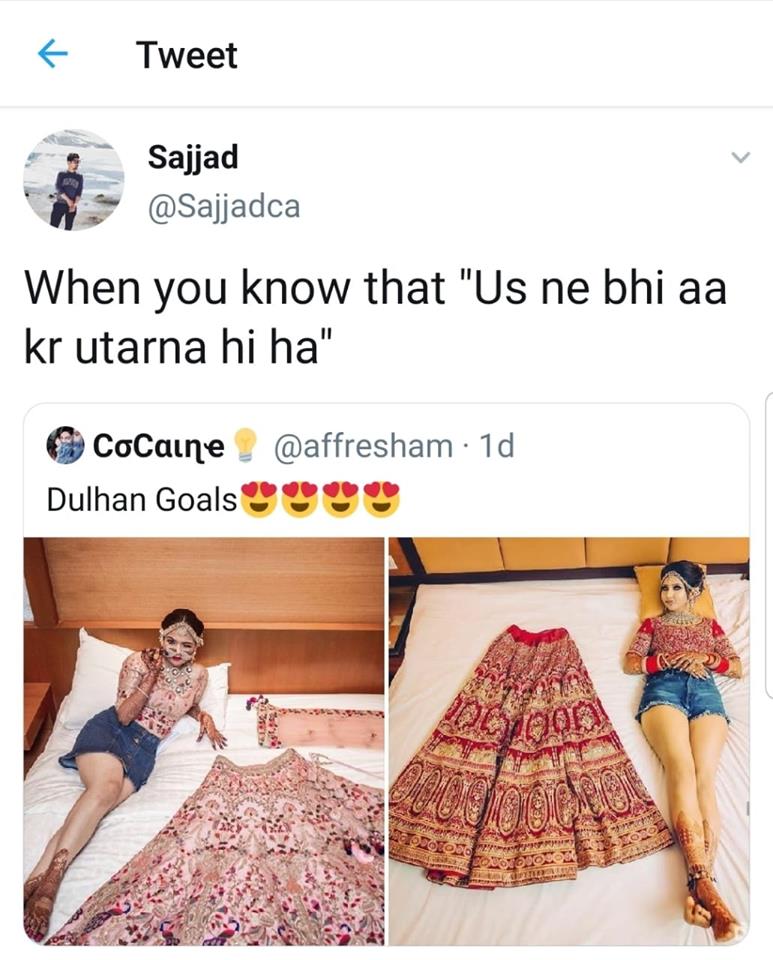 Tweet
Sajjad
@Sajjadca
When you know that "Us ne bhi aa
kr utarna hi ha"
CσCαιղҽ💡 @affresham · 1d
Dulhan Goals😍😍😍😍